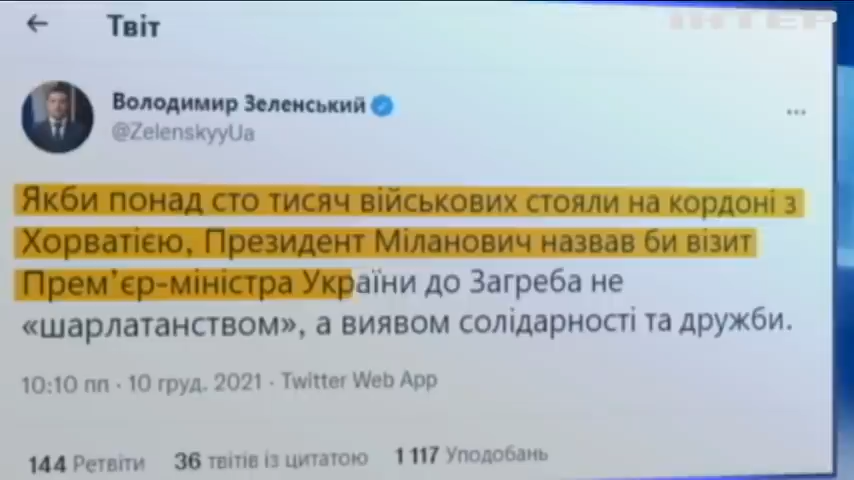 ІНТЕР
Твіт
Володимир Зеленський
@ZelenskyyUa
Якби понад сто тисяч військових стояли на кордоні з
Хорватією, Президент Міланович назвав би візит
Прем’єр-міністра України до Загреба не
«шарлатанством», а виявом солідарності та дружби.
10:10 пп · 10 груд. 2021 · Twitter Web App
144 Ретвіти 36 твітів із цитатою 1 117 Уподобань